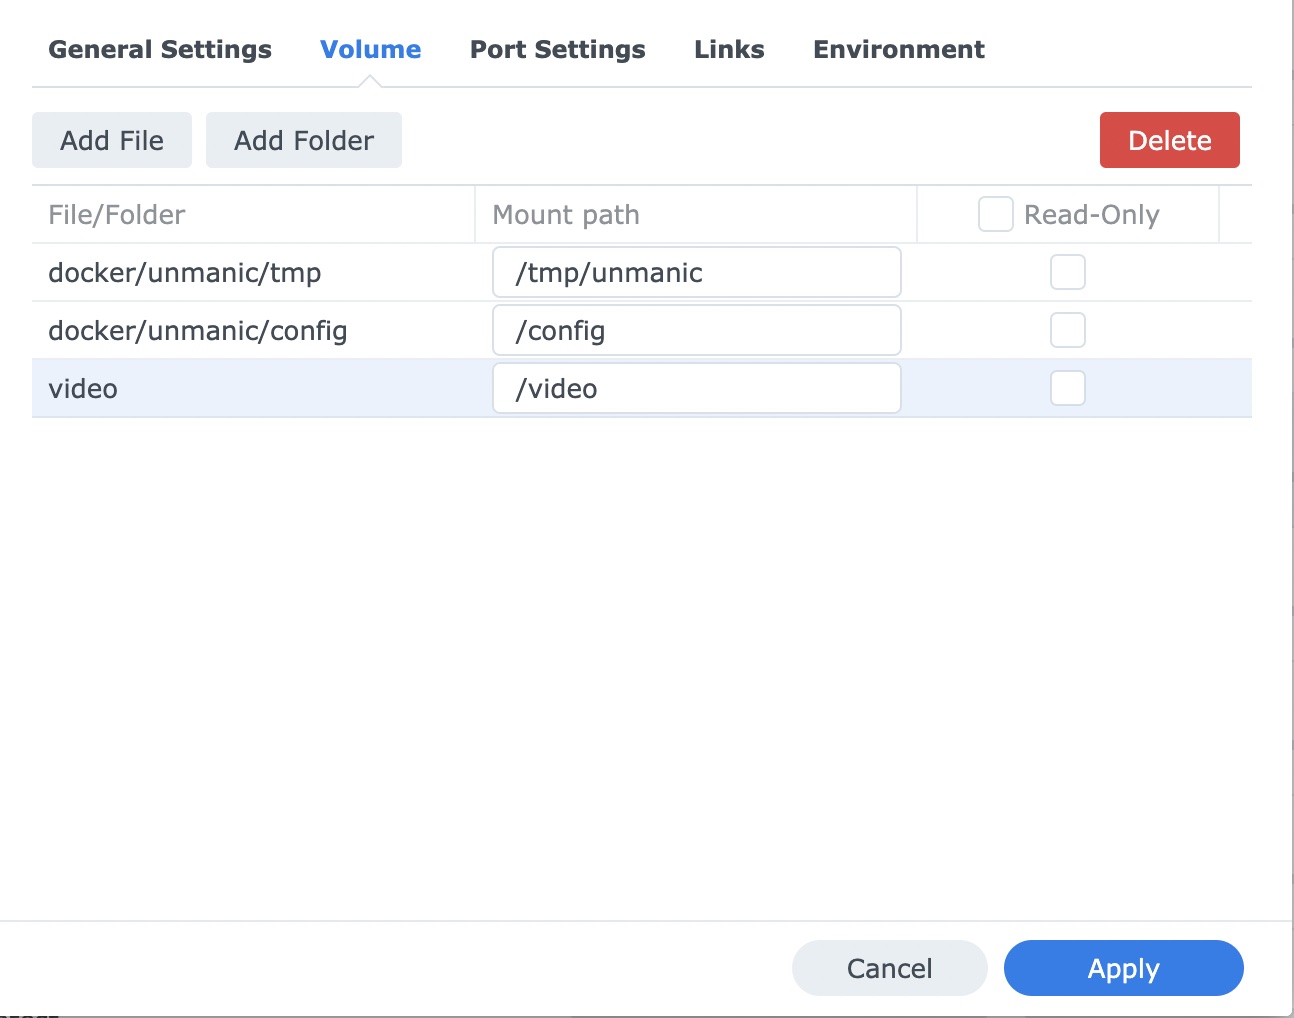 General Settings Volume Port Settings Links Environment
Add File Add Folder Delete
File/Folder Mount path Read-Only
docker/unmanic/tmp /tmp/unmanic
docker/unmanic/config /config
video /video
Cancel Apply